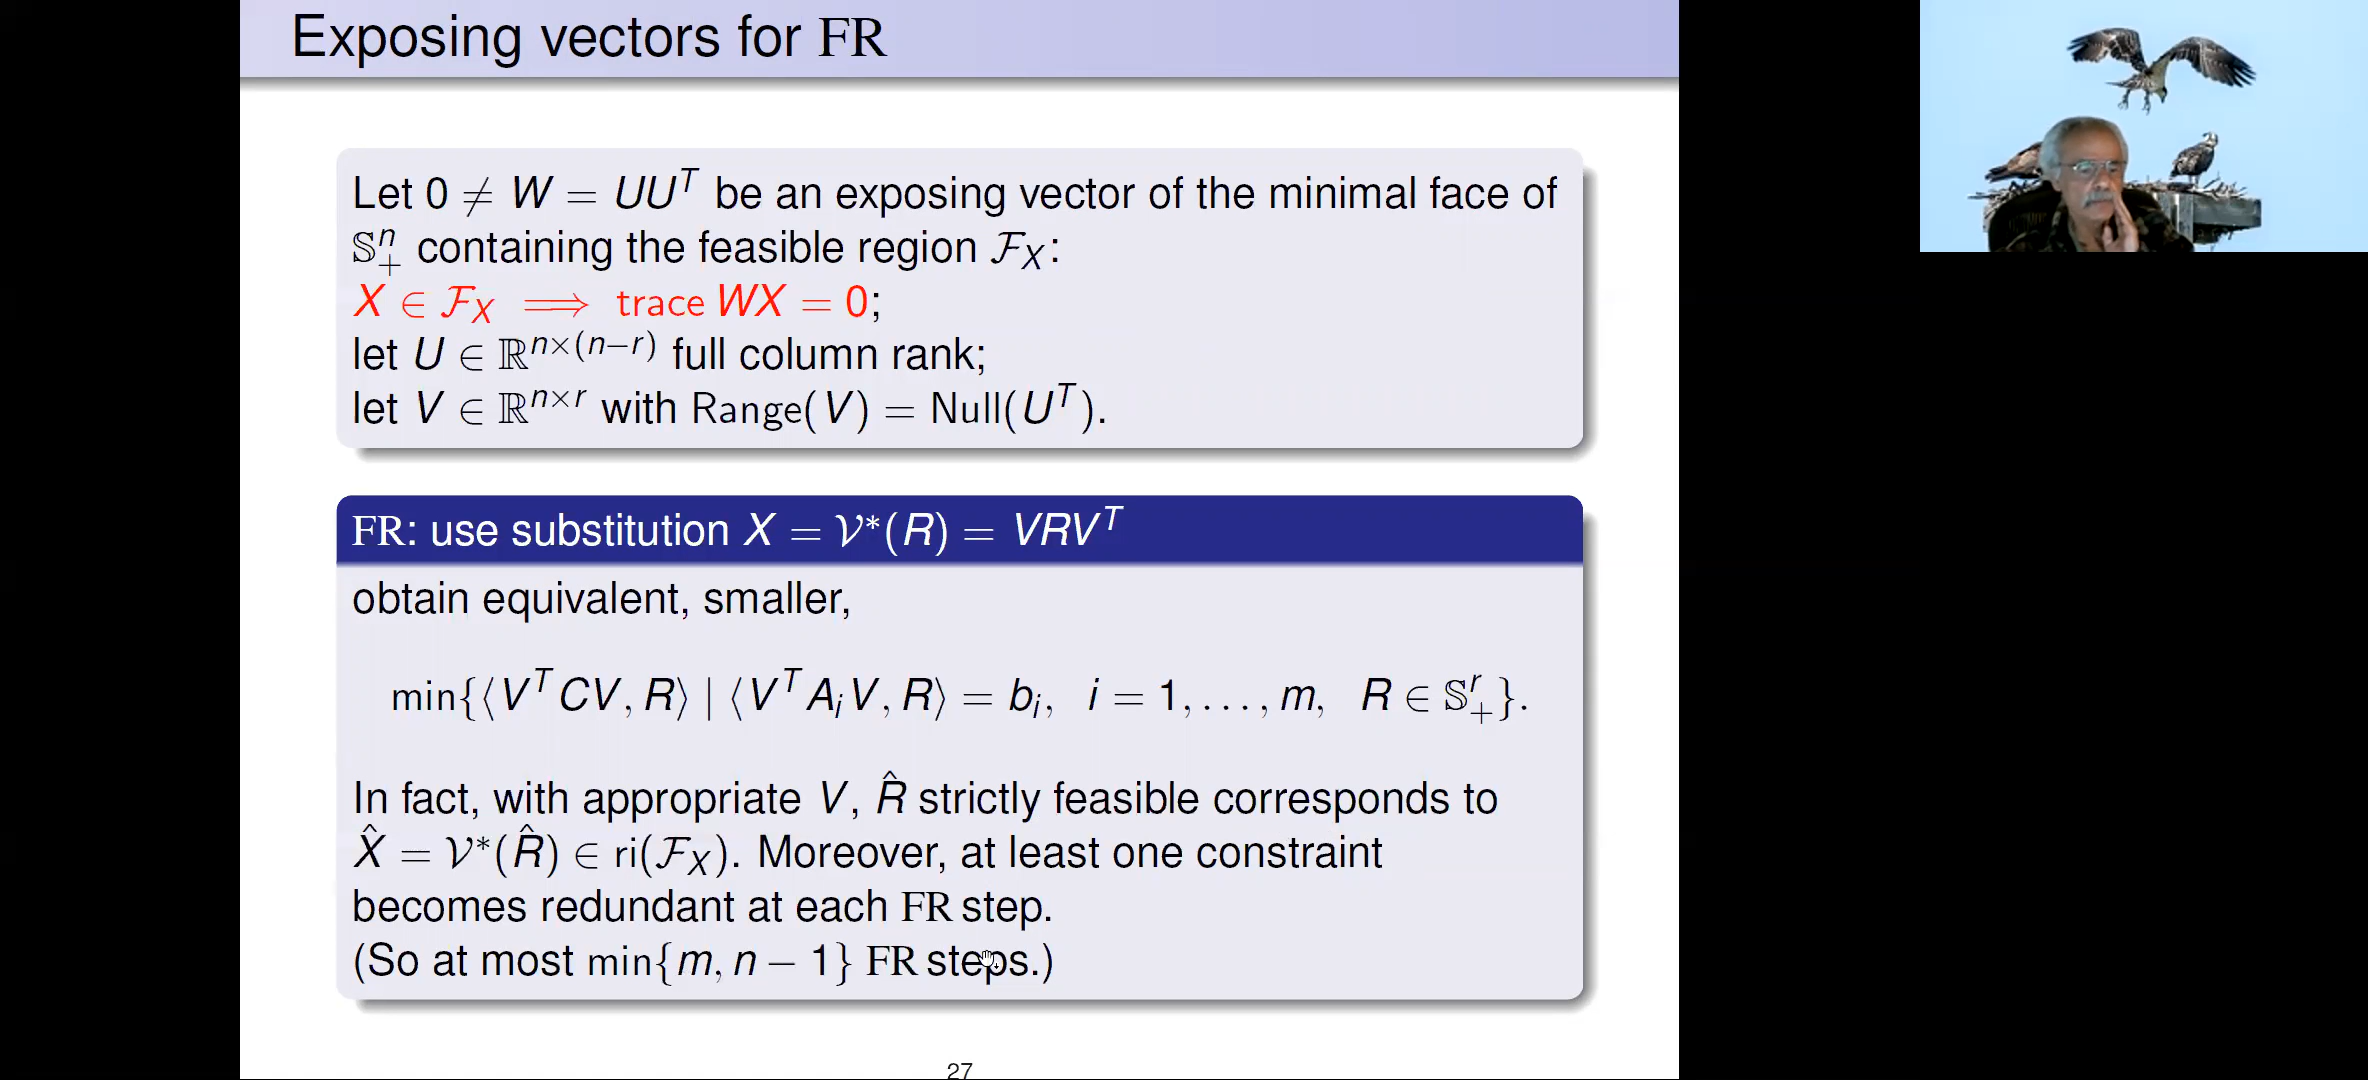 Exposing vectors for FR
Let 0 ≠ W = UU^T be an exposing vector of the minimal face of
𝕊^n_+ containing the feasible region ℱ_X:
X ∈ ℱ_X ⟹ trace WX = 0;
let U ∈ ℝ^{n×(n−r)} full column rank;
let V ∈ ℝ^{n×r} with Range(V) = Null(U^T).
FR: use substitution X = 𝒱*(R) = VRV^T
obtain equivalent, smaller,
min{⟨V^T CV, R⟩ | ⟨V^T A_i V, R⟩ = b_i, i = 1, . . . , m, R ∈ 𝕊^r_+}.
In fact, with appropriate V, R̂ strictly feasible corresponds to
X̂ = 𝒱*(R̂) ∈ ri(ℱ_X). Moreover, at least one constraint
becomes redundant at each FR step.
(So at most min{m, n − 1} FR steps.)
27